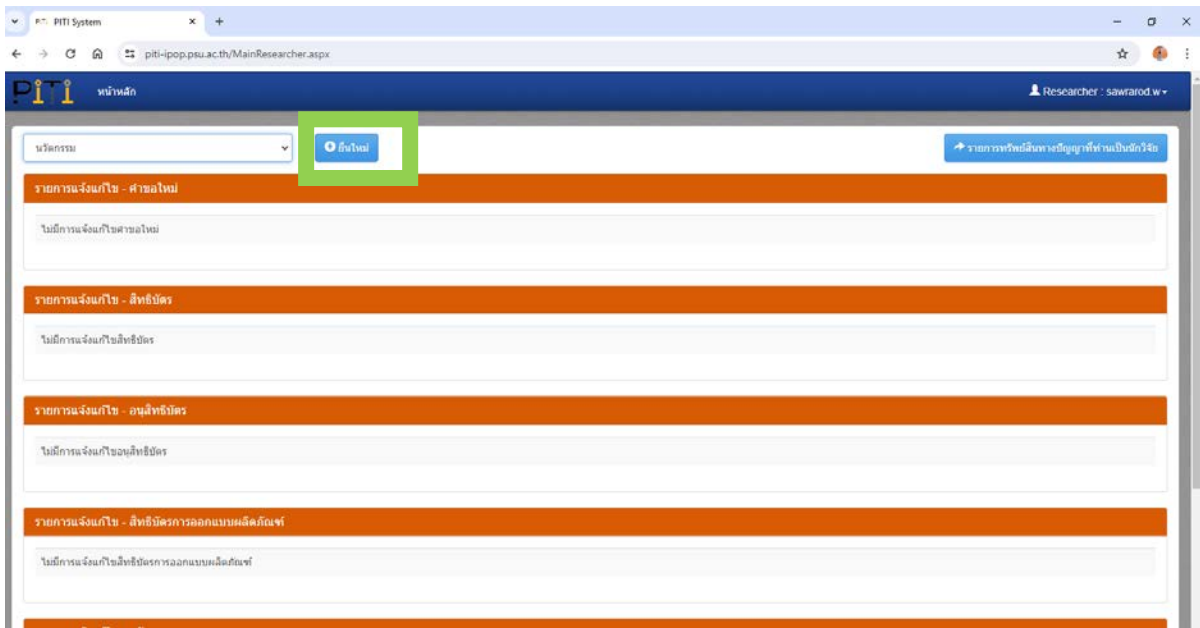 PITI System
piti-ipop.psu.ac.th/MainResearcher.aspx
PiTi หน้าหลัก Researcher : sawrarod.w
นวัตกรรม ยื่นใหม่ รายการทรัพย์สินทางปัญญาที่ท่านเป็นนักวิจัย
รายการแจ้งแก้ไข - คำขอใหม่
ไม่มีการแจ้งแก้ไขคำขอใหม่
รายการแจ้งแก้ไข - สิทธิบัตร
ไม่มีการแจ้งแก้ไขสิทธิบัตร
รายการแจ้งแก้ไข - อนุสิทธิบัตร
ไม่มีการแจ้งแก้ไขอนุสิทธิบัตร
รายการแจ้งแก้ไข - สิทธิบัตรการออกแบบผลิตภัณฑ์
ไม่มีการแจ้งแก้ไขสิทธิบัตรการออกแบบผลิตภัณฑ์